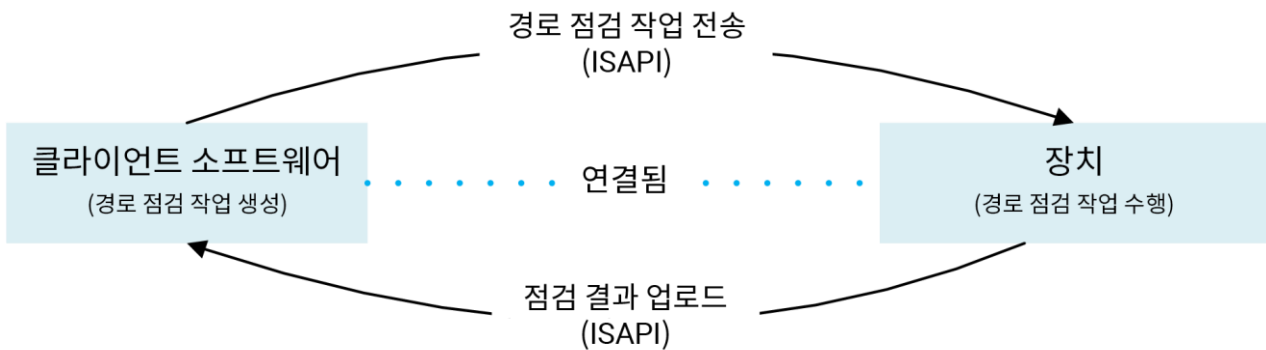 경로 점검 작업 전송
(ISAPI)
클라이언트 소프트웨어
(경로 점검 작업 생성)
연결됨
장치
(경로 점검 작업 수행)
점검 결과 업로드
(ISAPI)